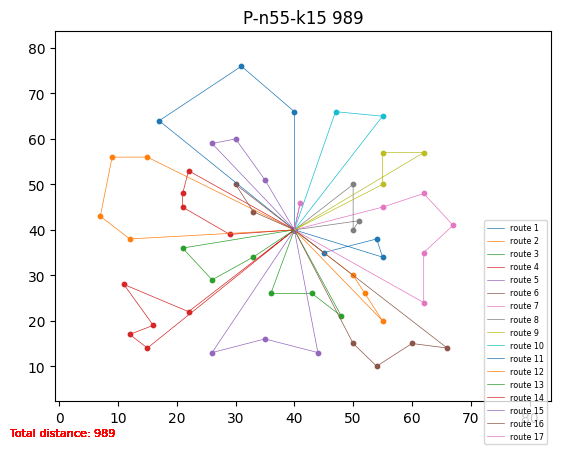 P-n55-k15 989
80
70
60
50
40
30
20
10
0 10 20 30 40 50 60 70 80
route 1
route 2
route 3
route 4
route 5
route 6
route 7
route 8
route 9
route 10
route 11
route 12
route 13
route 14
route 15
route 16
route 17
Total distance: 989